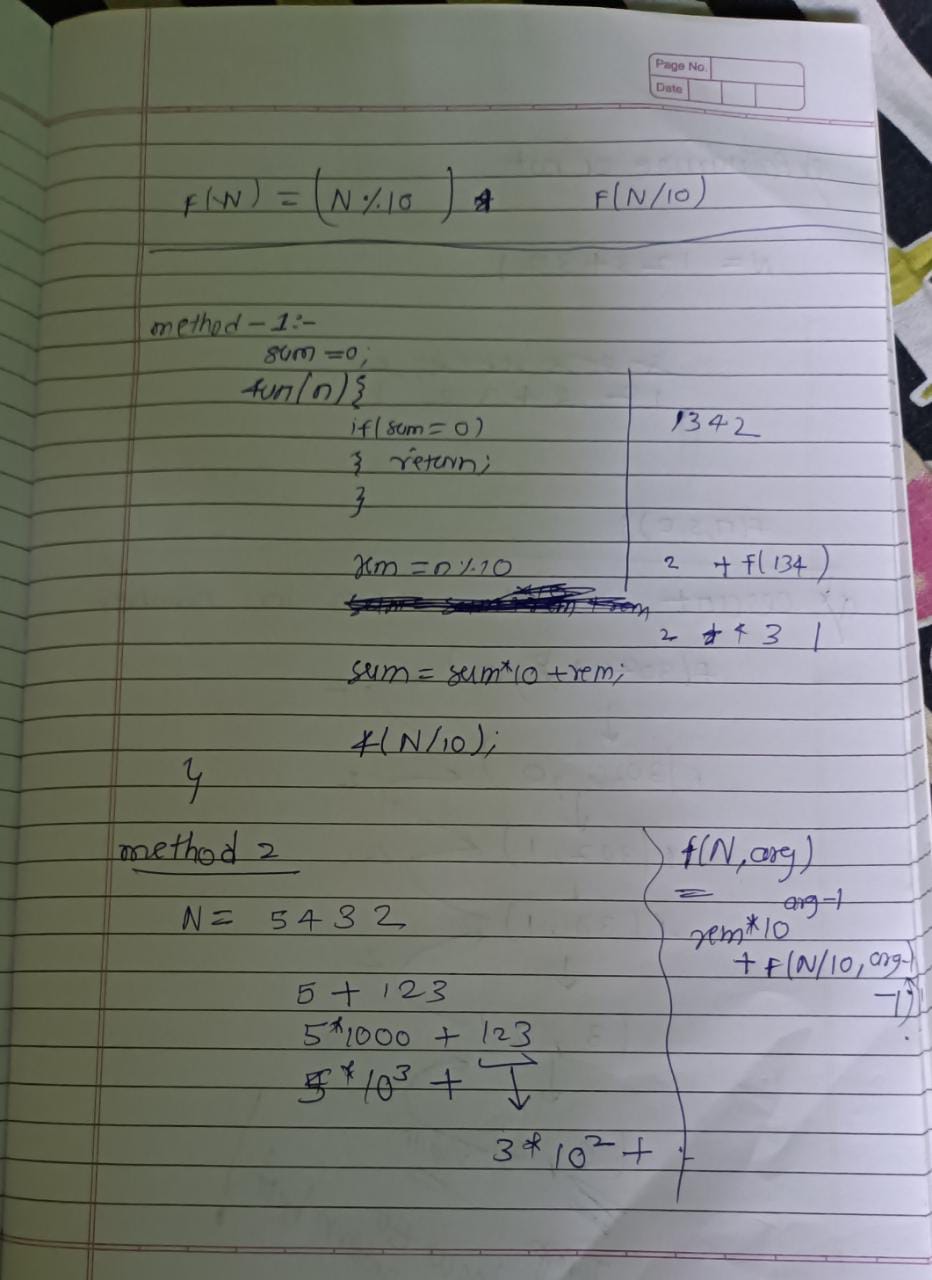 Page No.
Date
F(N) = (N % 10) * F(N/10)
method - 1:-
sum = 0;
fun(n) {
if(sum = 0)
} return;
}
1342
rem = n % 10
2 + f(134)
2 + 3 1
sum = sum*10 + rem;
f(N/10);
}
method 2
N = 5432
5 + 123
5*1000 + 123
5 * 10^3 +
3 * 10^2 +
f(N, arg)
=
rem*10^arg-1
+ F(N/10, arg-1)